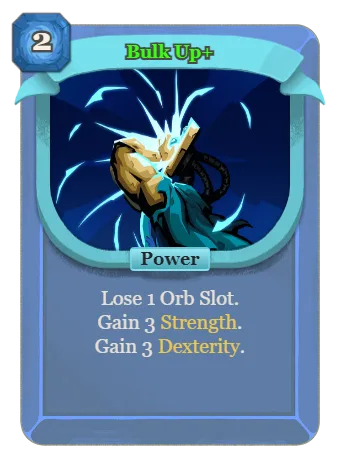 2
Bulk Up+
Power
Lose 1 Orb Slot.
Gain 3 Strength.
Gain 3 Dexterity.